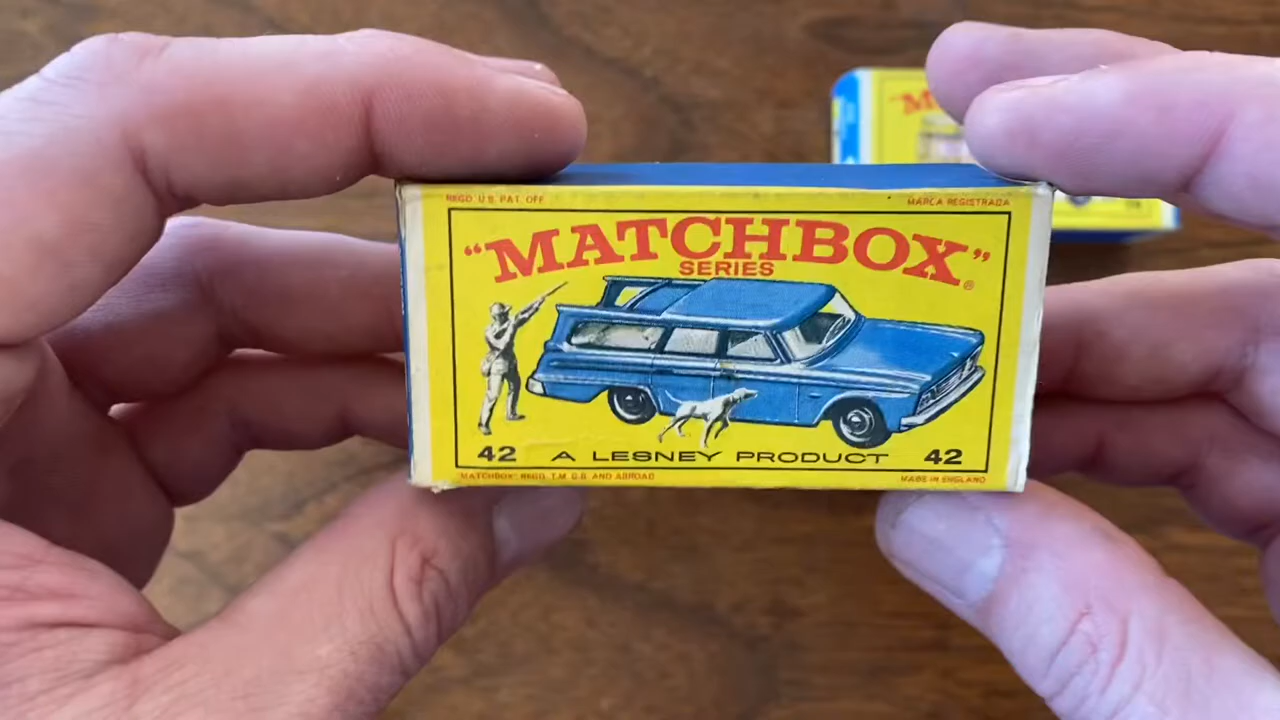 REGD. U.S. PAT. OFF. MARCA REGISTRADA
"MATCHBOX"®
SERIES
42 A LESNEY PRODUCT 42
"MATCHBOX" REGD. T.M. G.B. AND ABROAD MADE IN ENGLAND